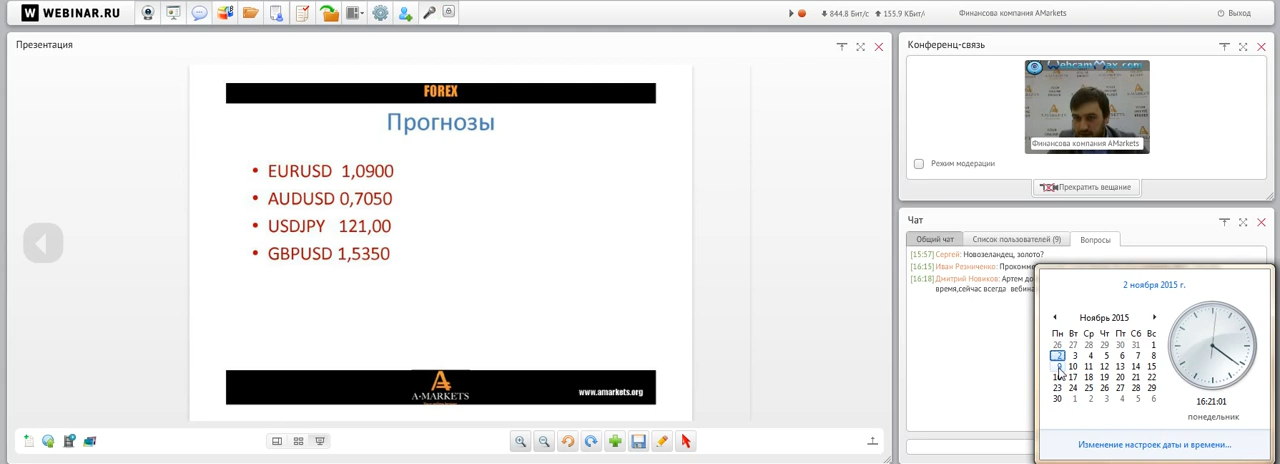 W WEBINAR.RU
844.8 Бит/с 155.9 КБит/с
Финансова компания AMarkets
Выход
Презентация
FOREX
Прогнозы
• EURUSD 1,0900
• AUDUSD 0,7050
• USDJPY 121,00
• GBPUSD 1,5350
A-MARKETS
www.amarkets.org
Конференц-связь
WebcamMax.com
Финансова компания AMarkets
Режим модерации
Прекратить вещание
Чат
Общий чат
Список пользователей (9)
Вопросы
[15:57] Сергей: Новозеландец, золото?
[16:15] Иван Резниченко: Прокомме
[16:18] Дмитрий Новиков: Артем до
время,сейчас всегда вебина
2 ноября 2015 г.
Ноябрь 2015
Пн Вт Ср Чт Пт Сб Вс
26 27 28 29 30 31 1
2 3 4 5 6 7 8
9 10 11 12 13 14 15
16 17 18 19 20 21 22
23 24 25 26 27 28 29
30 1 2 3 4 5 6
16:21:01
понедельник
Изменение настроек даты и времени...